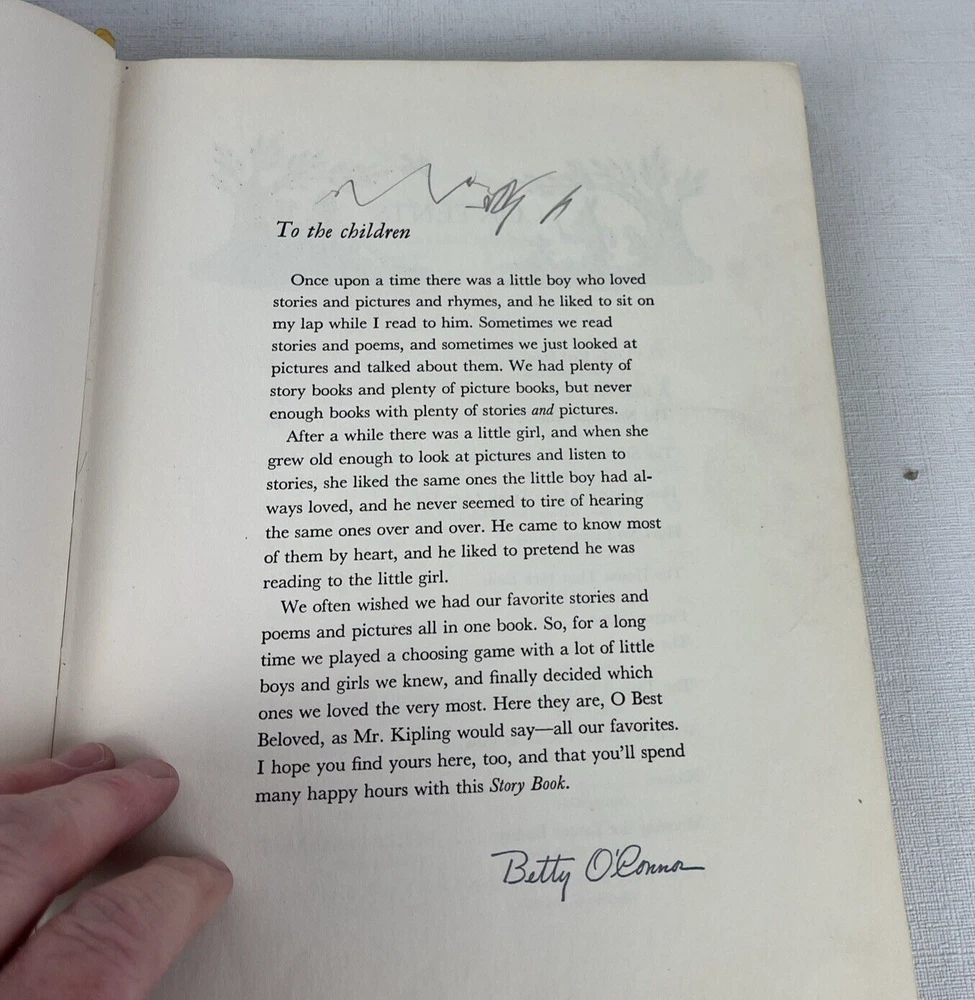 To the children
Once upon a time there was a little boy who loved
stories and pictures and rhymes, and he liked to sit on
my lap while I read to him. Sometimes we read
stories and poems, and sometimes we just looked at
pictures and talked about them. We had plenty of
story books and plenty of picture books, but never
enough books with plenty of stories and pictures.
After a while there was a little girl, and when she
grew old enough to look at pictures and listen to
stories, she liked the same ones the little boy had al-
ways loved, and he never seemed to tire of hearing
the same ones over and over. He came to know most
of them by heart, and he liked to pretend he was
reading to the little girl.
We often wished we had our favorite stories and
poems and pictures all in one book. So, for a long
time we played a choosing game with a lot of little
boys and girls we knew, and finally decided which
ones we loved the very most. Here they are, O Best
Beloved, as Mr. Kipling would say—all our favorites.
I hope you find yours here, too, and that you'll spend
many happy hours with this Story Book.
Betty O'Connor